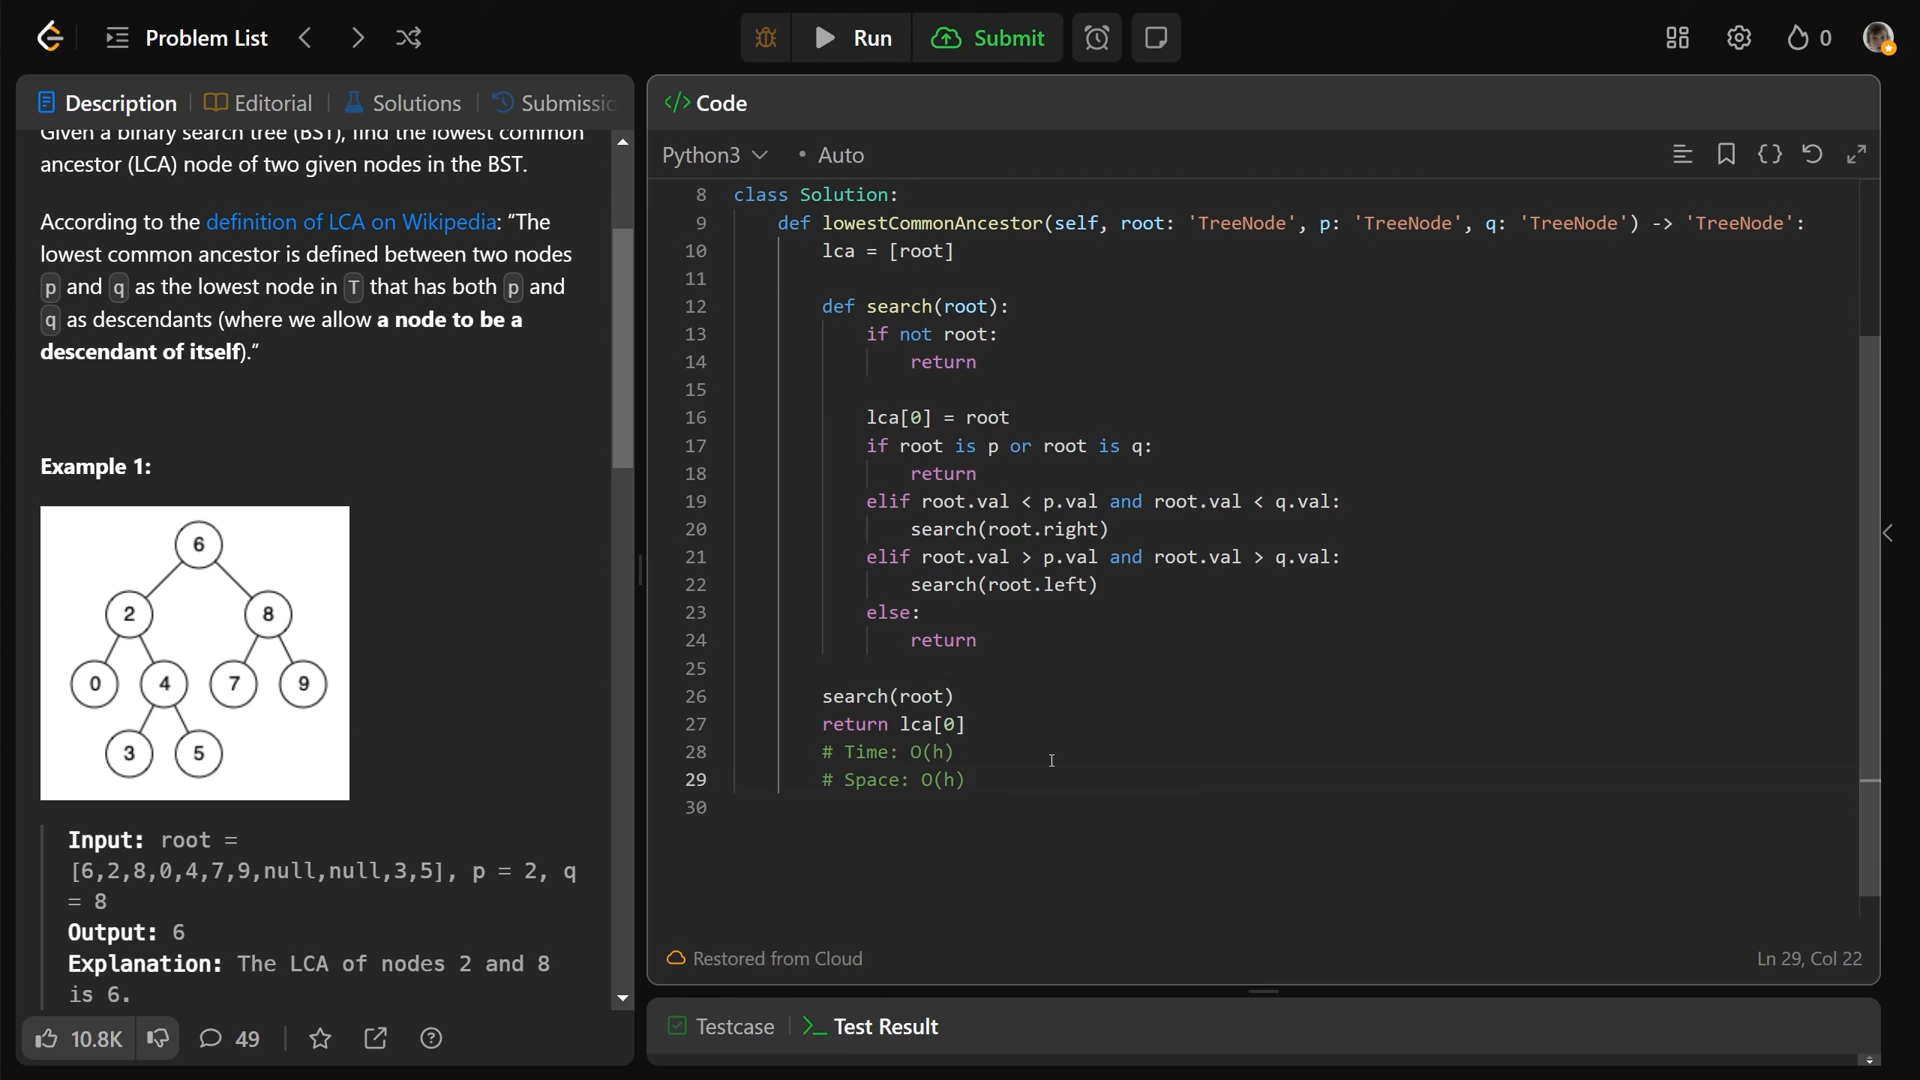 Problem List
Run
Submit
0
Description
Editorial
Solutions
Submissio
Given a binary search tree (BST), find the lowest common
ancestor (LCA) node of two given nodes in the BST.
According to the definition of LCA on Wikipedia: “The
lowest common ancestor is defined between two nodes
p and q as the lowest node in T that has both p and
q as descendants (where we allow a node to be a
descendant of itself).”
Example 1:
6
2 8
0 4 7 9
3 5
Input: root =
[6,2,8,0,4,7,9,null,null,3,5], p = 2, q
= 8
Output: 6
Explanation: The LCA of nodes 2 and 8
is 6.
10.8K
49
</> Code
Python3 • Auto
8 class Solution:
9 def lowestCommonAncestor(self, root: 'TreeNode', p: 'TreeNode', q: 'TreeNode') -> 'TreeNode':
10 lca = [root]
11
12 def search(root):
13 if not root:
14 return
15
16 lca[0] = root
17 if root is p or root is q:
18 return
19 elif root.val < p.val and root.val < q.val:
20 search(root.right)
21 elif root.val > p.val and root.val > q.val:
22 search(root.left)
23 else:
24 return
25
26 search(root)
27 return lca[0]
28 # Time: O(h)
29 # Space: O(h)
30
Restored from Cloud
Ln 29, Col 22
Testcase
Test Result